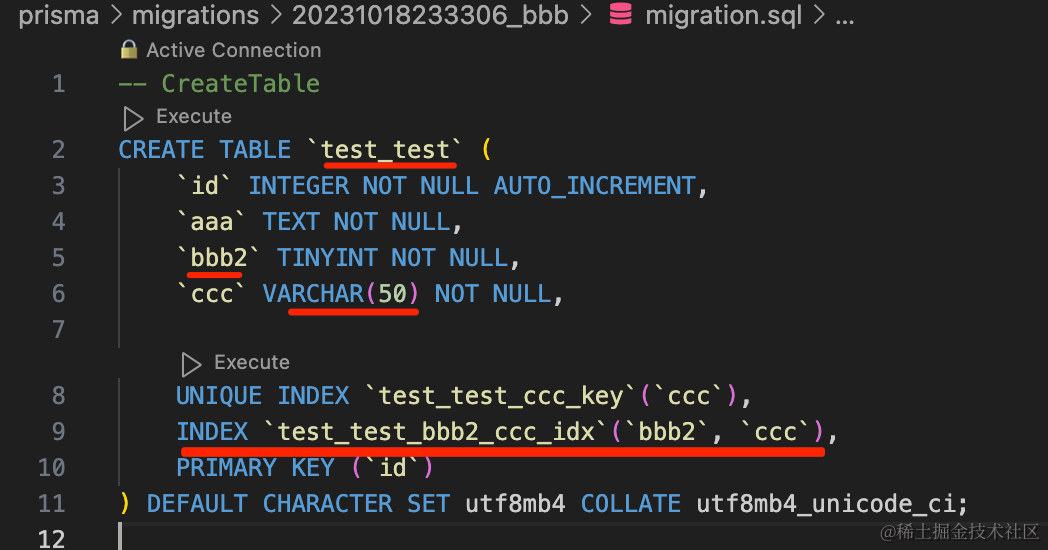 prisma > migrations > 20231018233306_bbb > migration.sql > ...
Active Connection
1 -- CreateTable
Execute
2 CREATE TABLE `test_test` (
3 `id` INTEGER NOT NULL AUTO_INCREMENT,
4 `aaa` TEXT NOT NULL,
5 `bbb2` TINYINT NOT NULL,
6 `ccc` VARCHAR(50) NOT NULL,
7
Execute
8 UNIQUE INDEX `test_test_ccc_key`(`ccc`),
9 INDEX `test_test_bbb2_ccc_idx`(`bbb2`, `ccc`),
10 PRIMARY KEY (`id`)
11 ) DEFAULT CHARACTER SET utf8mb4 COLLATE utf8mb4_unicode_ci;
12
@稀土掘金技术社区